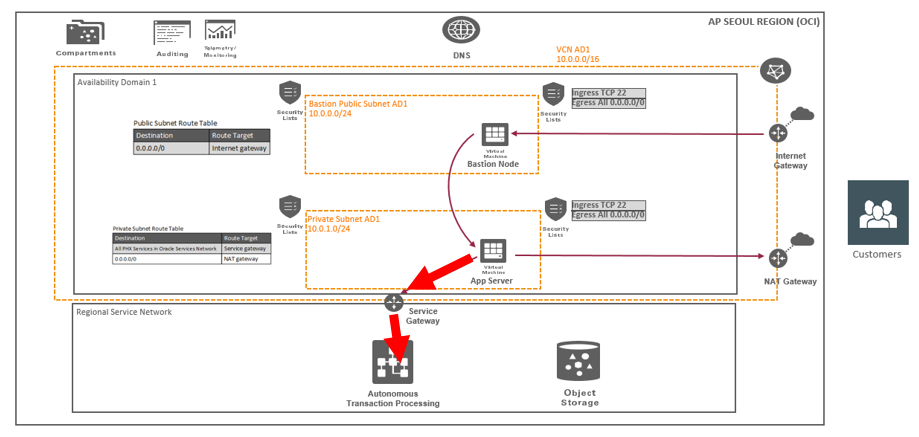 AP SEOUL REGION (OCI)
Compartments
Auditing
Telemetry/
Monitoring
DNS
VCN AD1
10.0.0.0/16
Availability Domain 1
Security
Lists
Bastion Public Subnet AD1
10.0.0.0/24
Security
Lists
Ingress TCP 22
Egress All 0.0.0.0/0
Public Subnet Route Table
Destination Route Target
0.0.0.0/0 Internet gateway
Virtual
Machine
Bastion Node
Internet
Gateway
Security
Lists
Private Subnet AD1
10.0.1.0/24
Security
Lists
Ingress TCP 22
Egress All 0.0.0.0/0
Private Subnet Route Table
Destination Route Target
All PHX Services in Oracle Services Network Service gateway
0.0.0.0/0 NAT gateway
Virtual
Machine
App Server
NAT Gateway
Customers
Regional Service Network
Service
Gateway
Autonomous
Transaction Processing
Object
Storage